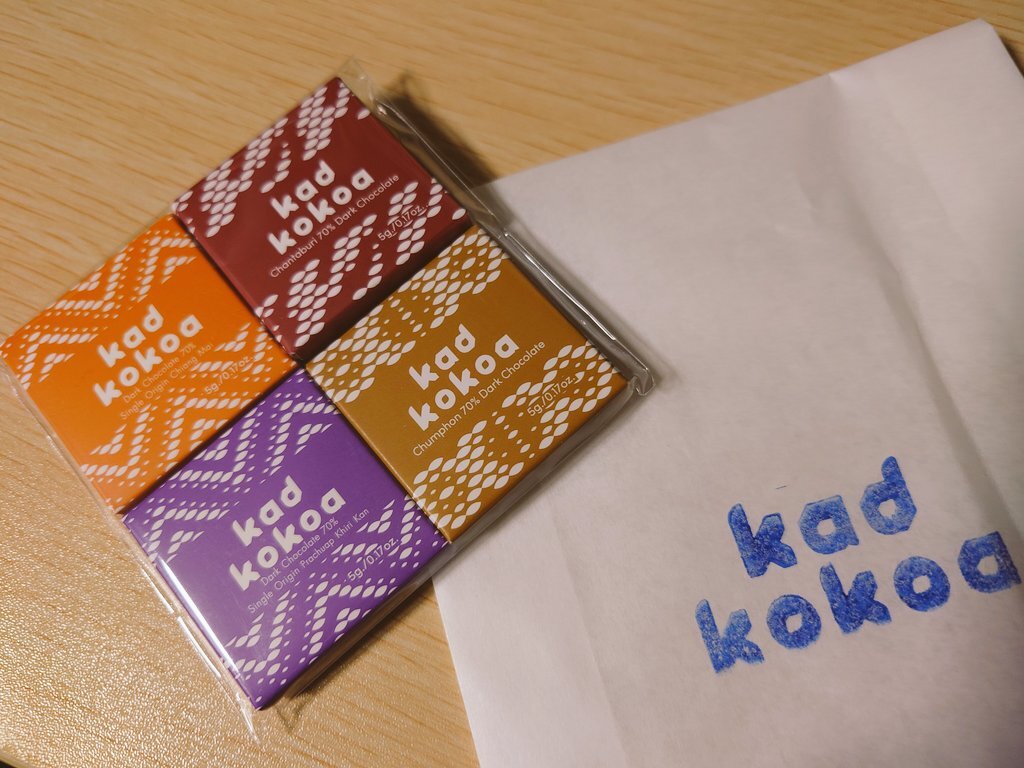 kad
kokoa
Chantaburi 70% Dark Chocolate
5g./0.17oz.
kad
kokoa
Dark Chocolate 70%
Single Origin Chiang Mai
5g./0.17oz.
kad
kokoa
Chumphon 70% Dark Chocolate
5g./0.17oz.
kad
kokoa
Dark Chocolate 70%
Single Origin Prachuap Khiri Kan
5g./0.17oz.
kad
kokoa